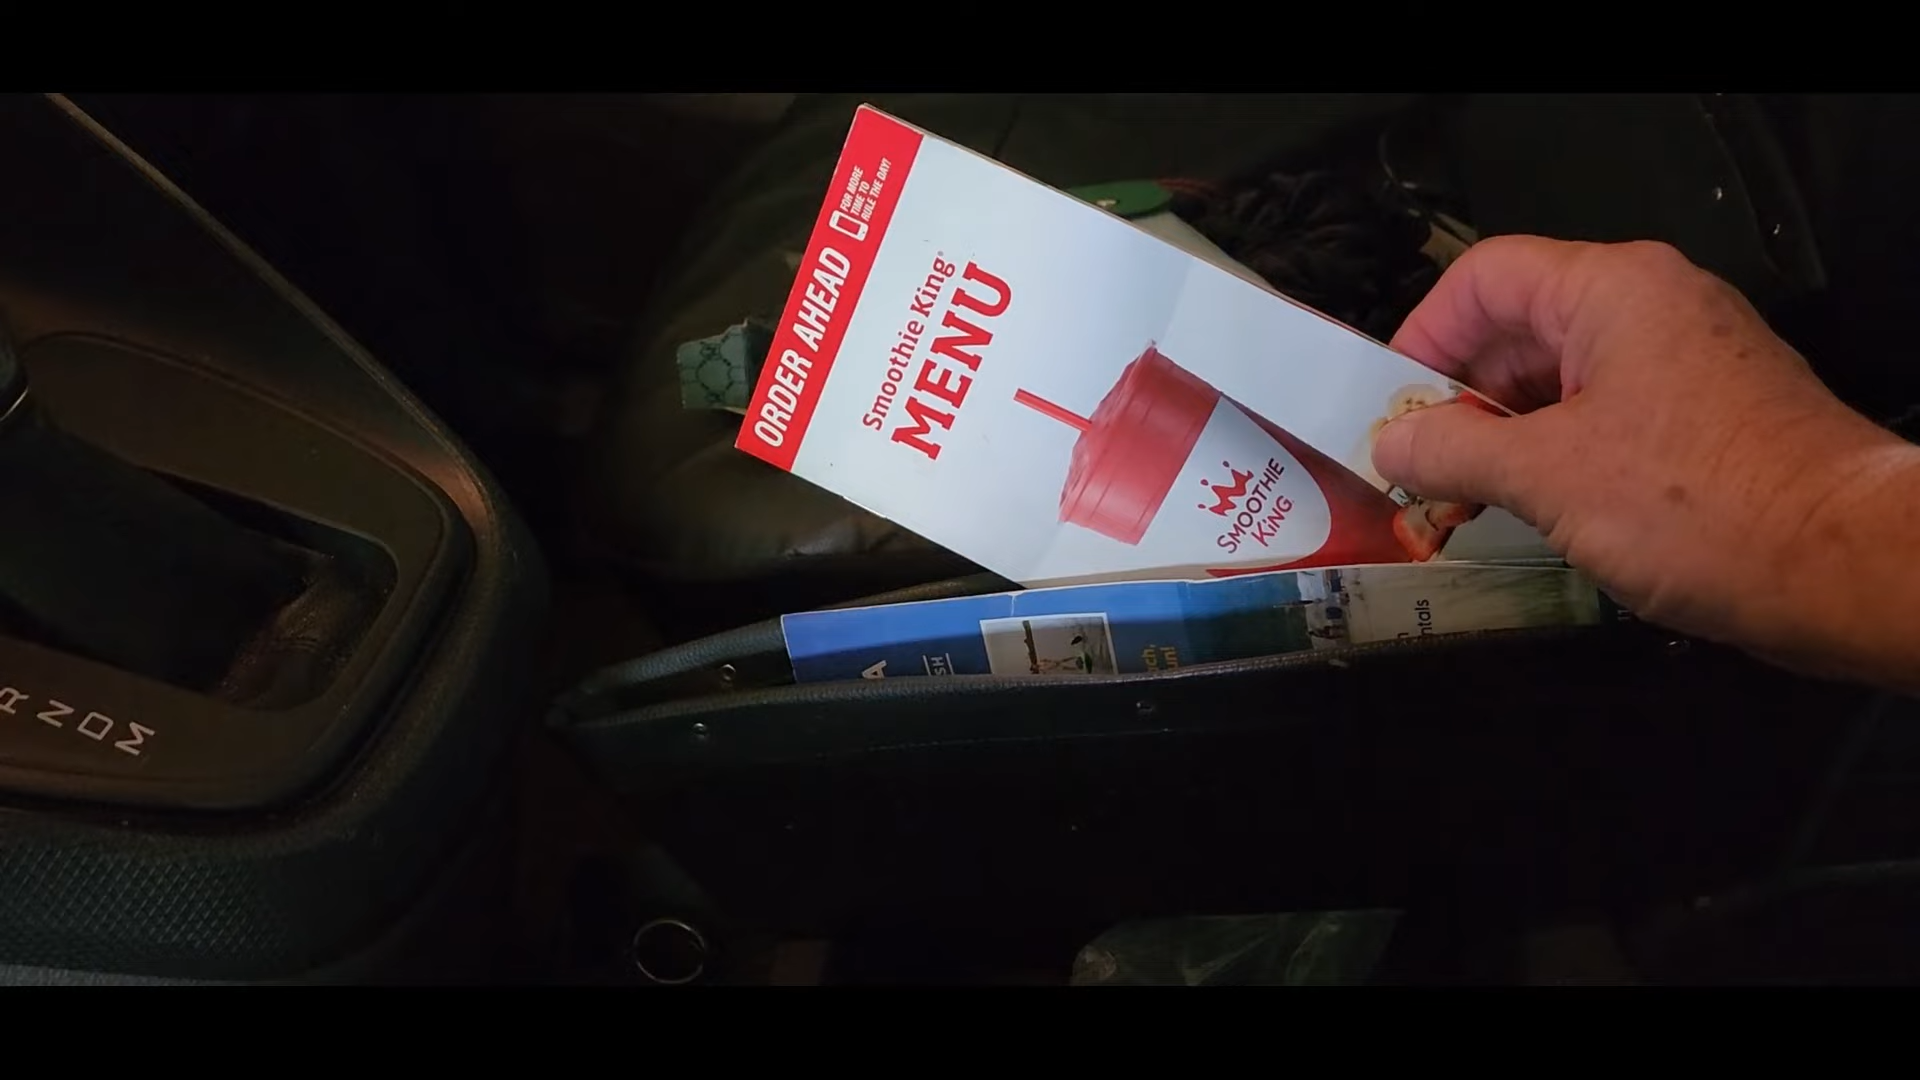 ORDER AHEAD
FOR MORE
TIME TO
RULE THE DAY!
Smoothie King®
MENU
SMOOTHIE
KING
R
N
D
M